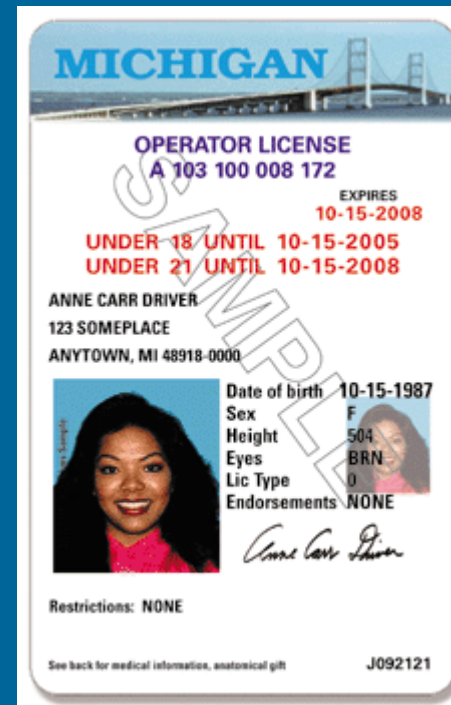 MICHIGAN
OPERATOR LICENSE
A 103 100 008 172
EXPIRES
10-15-2008
UNDER 18 UNTIL 10-15-2005
UNDER 21 UNTIL 10-15-2008
SAMPLE
ANNE CARR DRIVER
123 SOMEPLACE
ANYTOWN, MI 48918-0000
Date of birth 10-15-1987
Sex F
Height 504
Eyes BRN
Lic Type 0
Endorsements NONE
Anne Carr Driver
Restrictions: NONE
See back for medical information, anatomical gift
J092121